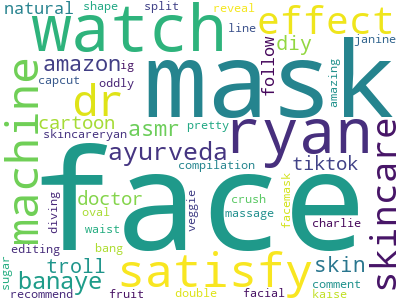 natural shape split reveal
watch effect
amazon ig follow diy line janine
capcut oddly mask amazing
dr
machine cartoon asmr pretty ryan
skincareryan ayurveda tiktok skincare
compilation
face
diving doctor veggie crush facemask
oval massage charlie
waist
troll bang satisfy skin
editing
sugar banaye comment
recommend fruit double facial kaise